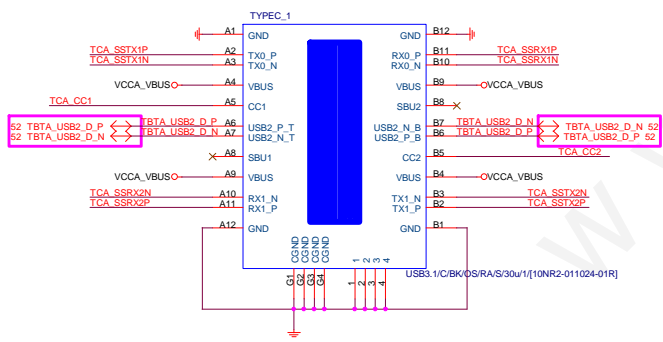 TYPEC_1
A1 GND GND B12
TCA_SSTX1P A2 TX0_P RX0_P B11 TCA_SSRX1P
TCA_SSTX1N A3 TX0_N RX0_N B10 TCA_SSRX1N
VCCA_VBUS A4 VBUS VBUS B9 VCCA_VBUS
TCA_CC1 A5 CC1 SBU2 B8
52 TBTA_USB2_D_P TBTA_USB2_D_P A6 USB2_P_T USB2_N_B B7 TBTA_USB2_D_N TBTA_USB2_D_N 52
52 TBTA_USB2_D_N TBTA_USB2_D_N A7 USB2_N_T USB2_P_B B6 TBTA_USB2_D_P TBTA_USB2_D_P 52
A8 SBU1 CC2 B5 TCA_CC2
VCCA_VBUS A9 VBUS VBUS B4 VCCA_VBUS
TCA_SSRX2N A10 RX1_N TX1_N B3 TCA_SSTX2N
TCA_SSRX2P A11 RX1_P TX1_P B2 TCA_SSTX2P
A12 GND GND B1
CGND CGND CGND CGND 1 2 3 4
USB3.1/C/BK/OS/RA/S/30u/1/[10NR2-011024-01R]
G1 G2 G3 G4 1 2 3 4